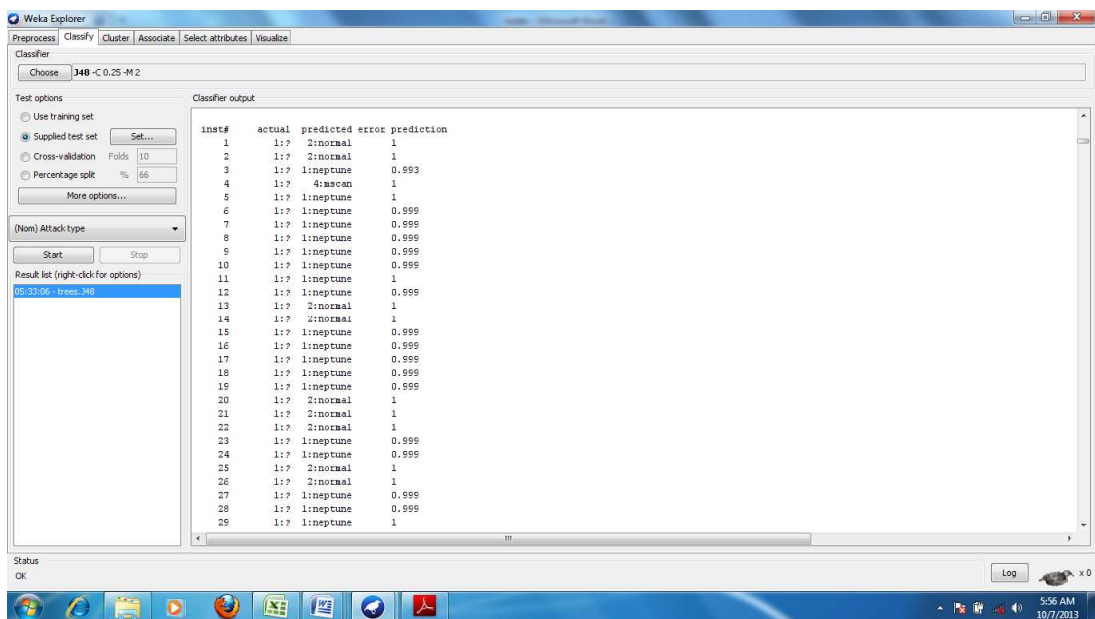 Weka Explorer
Preprocess Classify Cluster Associate Select attributes Visualize
Classifier
Choose J48 -C 0.25 -M 2
Test options
Use training set
Supplied test set Set...
Cross-validation Folds 10
Percentage split % 66
More options...
(Nom) Attack type
Start Stop
Result list (right-click for options)
05:33:06 - trees.J48
Classifier output
inst# actual predicted error prediction
1 1:? 2:normal 1
2 1:? 2:normal 1
3 1:? 1:neptune 0.993
4 1:? 4:mscan 1
5 1:? 1:neptune 1
6 1:? 1:neptune 0.999
7 1:? 1:neptune 0.999
8 1:? 1:neptune 0.999
9 1:? 1:neptune 0.999
10 1:? 1:neptune 0.999
11 1:? 1:neptune 1
12 1:? 1:neptune 0.999
13 1:? 2:normal 1
14 1:? 2:normal 1
15 1:? 1:neptune 0.999
16 1:? 1:neptune 0.999
17 1:? 1:neptune 0.999
18 1:? 1:neptune 0.999
19 1:? 1:neptune 0.999
20 1:? 2:normal 1
21 1:? 2:normal 1
22 1:? 2:normal 1
23 1:? 1:neptune 0.999
24 1:? 1:neptune 0.999
25 1:? 2:normal 1
26 1:? 2:normal 1
27 1:? 1:neptune 0.999
28 1:? 1:neptune 0.999
29 1:? 1:neptune 1
Status
OK
Log x 0
5:56 AM
10/7/2013